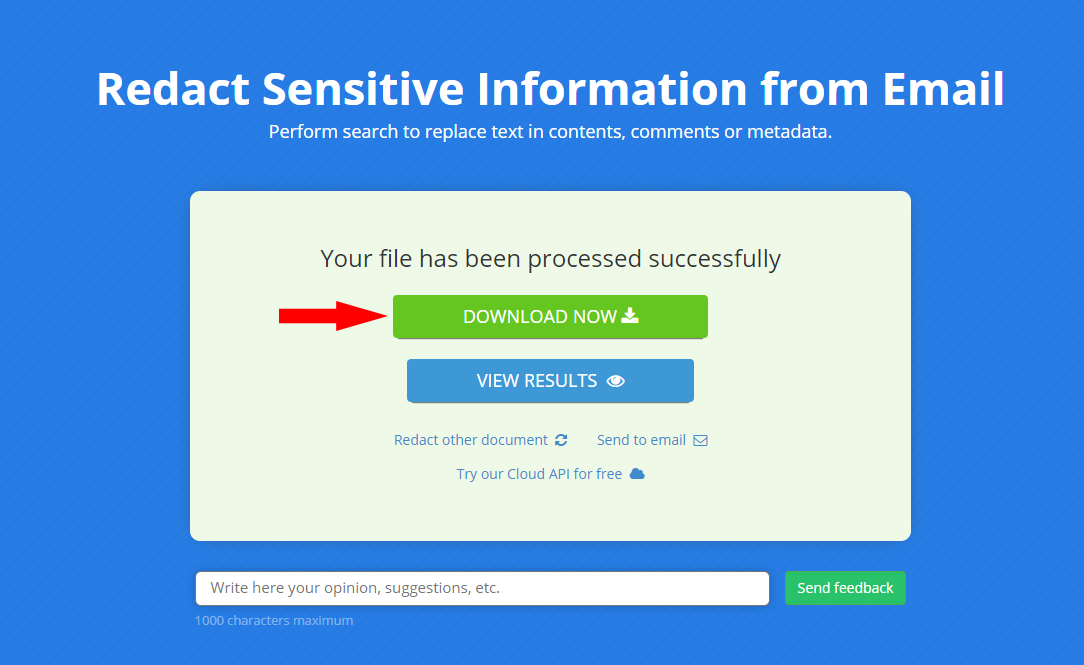 Redact Sensitive Information from Email
Perform search to replace text in contents, comments or metadata.
Your file has been processed successfully
DOWNLOAD NOW
VIEW RESULTS
Redact other document Send to email
Try our Cloud API for free
Write here your opinion, suggestions, etc. Send feedback
1000 characters maximum